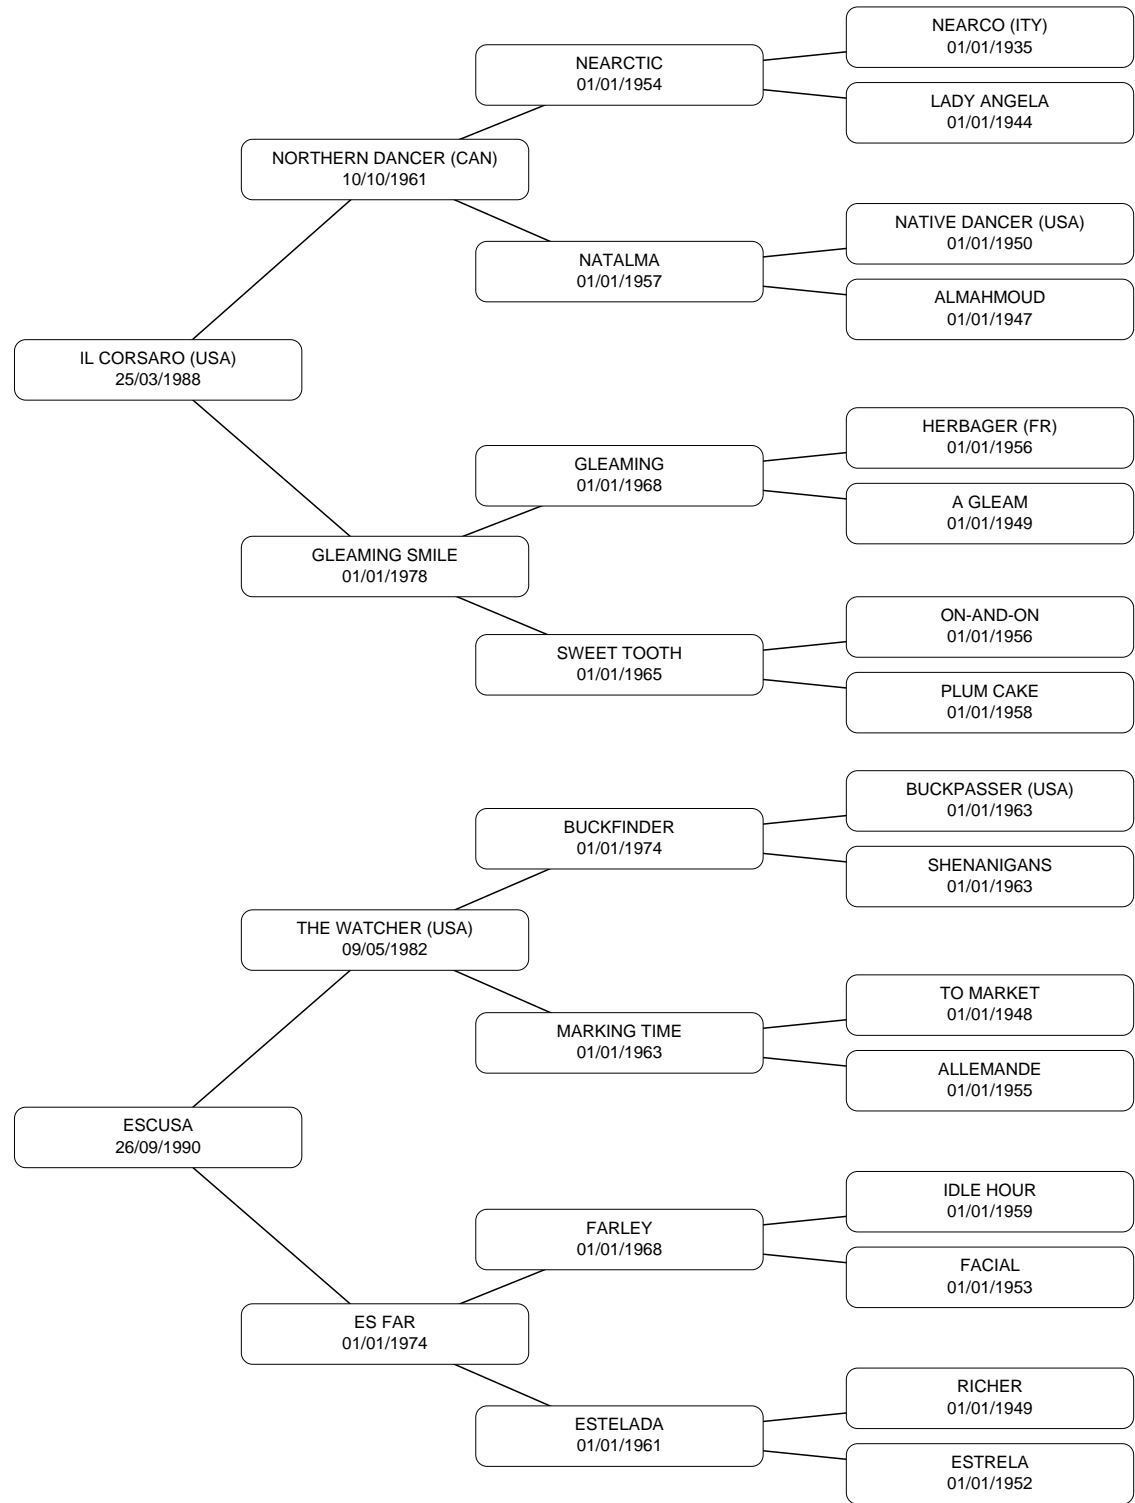 NEARCO (ITY)
01/01/1935
NEARCTIC
01/01/1954
LADY ANGELA
01/01/1944
NORTHERN DANCER (CAN)
10/10/1961
NATIVE DANCER (USA)
01/01/1950
NATALMA
01/01/1957
ALMAHMOUD
01/01/1947
IL CORSARO (USA)
25/03/1988
HERBAGER (FR)
01/01/1956
GLEAMING
01/01/1968
A GLEAM
01/01/1949
GLEAMING SMILE
01/01/1978
ON-AND-ON
01/01/1956
SWEET TOOTH
01/01/1965
PLUM CAKE
01/01/1958
BUCKPASSER (USA)
01/01/1963
BUCKFINDER
01/01/1974
SHENANIGANS
01/01/1963
THE WATCHER (USA)
09/05/1982
TO MARKET
01/01/1948
MARKING TIME
01/01/1963
ALLEMANDE
01/01/1955
ESCUSA
26/09/1990
IDLE HOUR
01/01/1959
FARLEY
01/01/1968
FACIAL
01/01/1953
ES FAR
01/01/1974
RICHER
01/01/1949
ESTELADA
01/01/1961
ESTRELA
01/01/1952